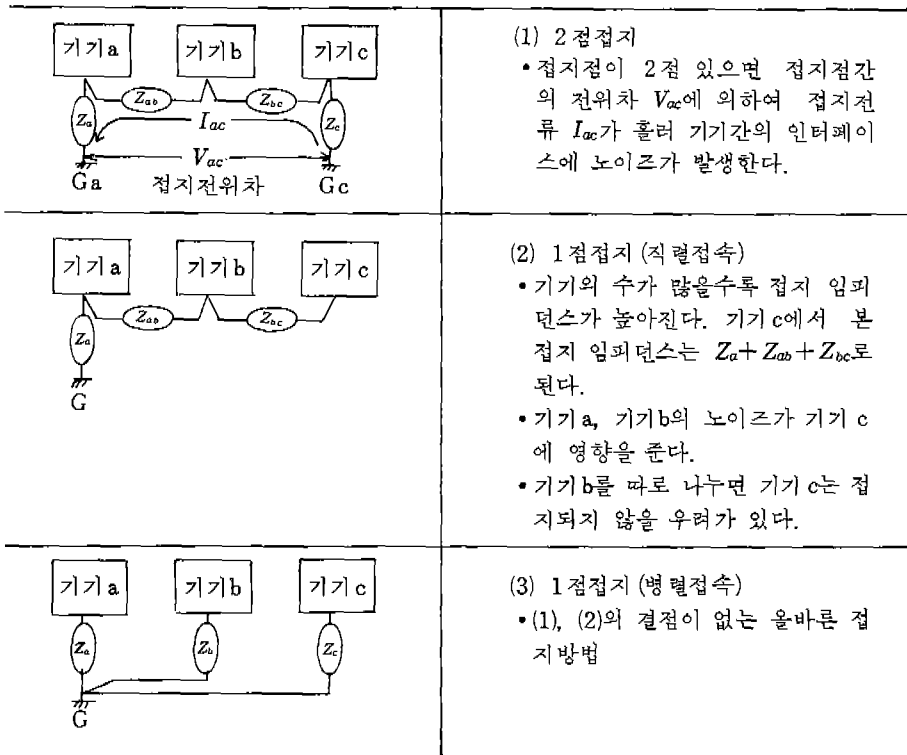 기기a 기기b 기기c
Zab Zbc
Za Iac Zc
Vac
Ga 접지전위차 Gc
(1) 2점접지
• 접지점이 2점 있으면 접지점간
의 전위차 Vac에 의하여 접지전
류 Iac가 흘러 기기간의 인터페이
스에 노이즈가 발생한다.
기기a 기기b 기기c
Zab Zbc
Za
G
(2) 1점접지(직렬접속)
• 기기의 수가 많을수록 접지 임피
던스가 높아진다. 기기c에서 본
접지 임피던스는 Za+Zab+Zbc로
된다.
• 기기a, 기기b의 노이즈가 기기 c
에 영향을 준다.
• 기기b를 따로 나누면 기기c는 접
지되지 않을 우려가 있다.
기기a 기기b 기기c
Za Zb Zc
G
(3) 1점접지(병렬접속)
• (1), (2)의 결점이 없는 올바른 접
지방법